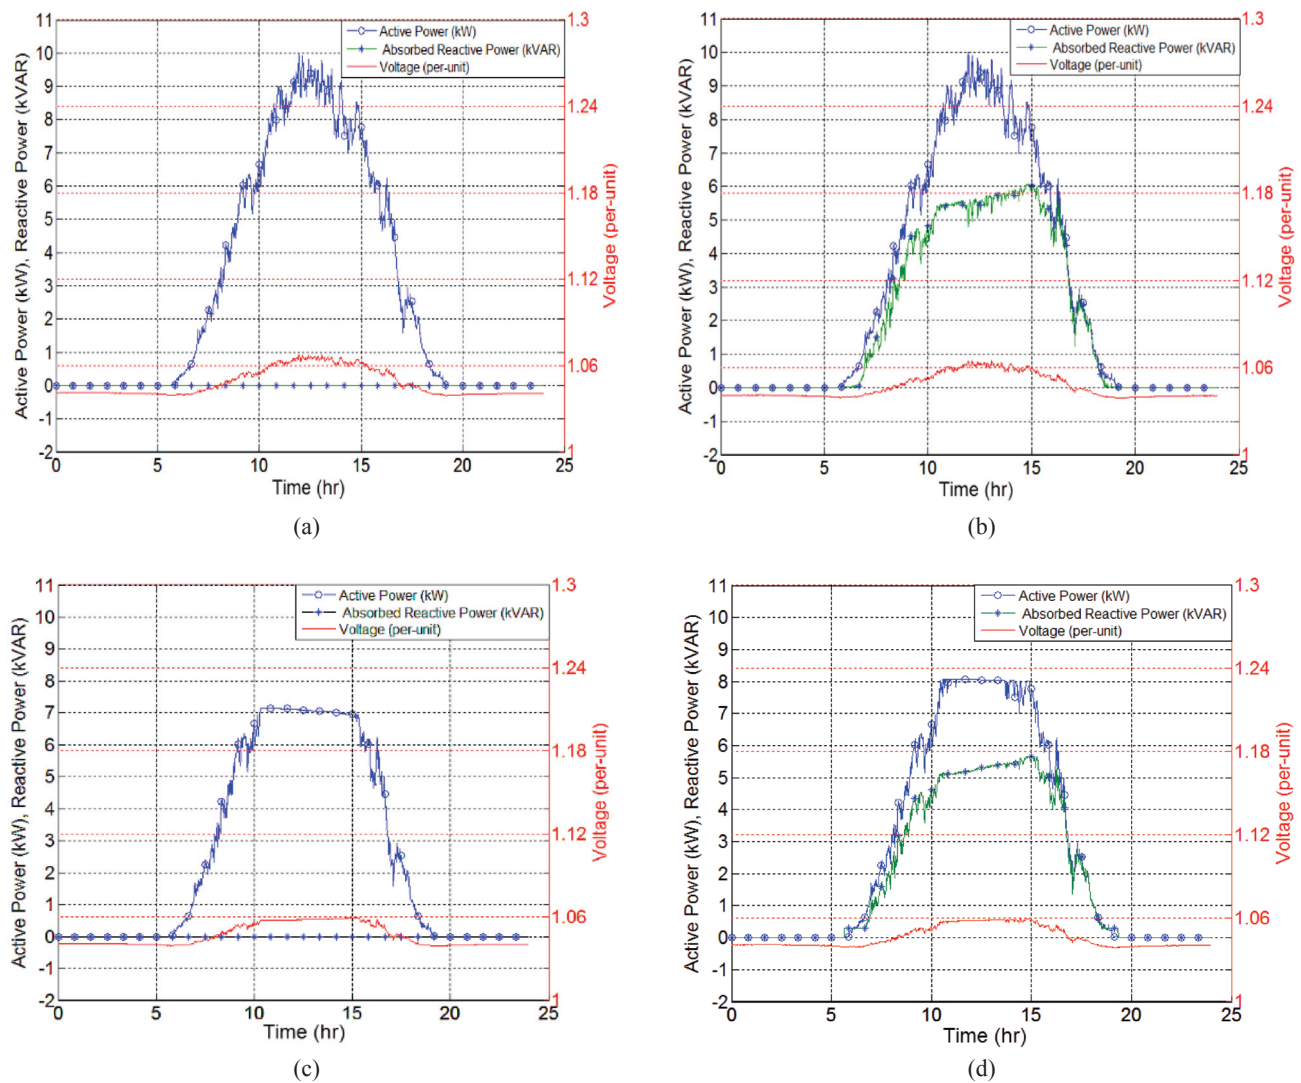 11
10
9
8
7
6
5
4
3
2
1
0
-1
-2
Active Power (kW), Reactive Power (kVAR)
Active Power (kW)
Absorbed Reactive Power (kVAR)
Voltage (per-unit)
1.3
1.24
1.18
1.12
1.06
1
Voltage (per-unit)
0 5 10 15 20 25
Time (hr)
(a)
11
10
9
8
7
6
5
4
3
2
1
0
-1
-2
Active Power (kW), Reactive Power (kVAR)
Active Power (kW)
Absorbed Reactive Power (kVAR)
Voltage (per-unit)
1.3
1.24
1.18
1.12
1.06
1
Voltage (per-unit)
0 5 10 15 20 25
Time (hr)
(b)
11
10
9
8
7
6
5
4
3
2
1
0
-1
-2
Active Power (kW), Reactive Power (kVAR)
Active Power (kW)
Absorbed Reactive Power (kVAR)
Voltage (per-unit)
1.3
1.24
1.18
1.12
1.06
1
Voltage (per-unit)
0 5 10 15 20 25
Time (hr)
(c)
11
10
9
8
7
6
5
4
3
2
1
0
-1
-2
Active Power (kW), Reactive Power (kVAR)
Active Power (kW)
Absorbed Reactive Power (kVAR)
Voltage (per-unit)
1.3
1.24
1.18
1.12
1.06
1
Voltage (per-unit)
0 5 10 15 20 25
Time (hr)
(d)